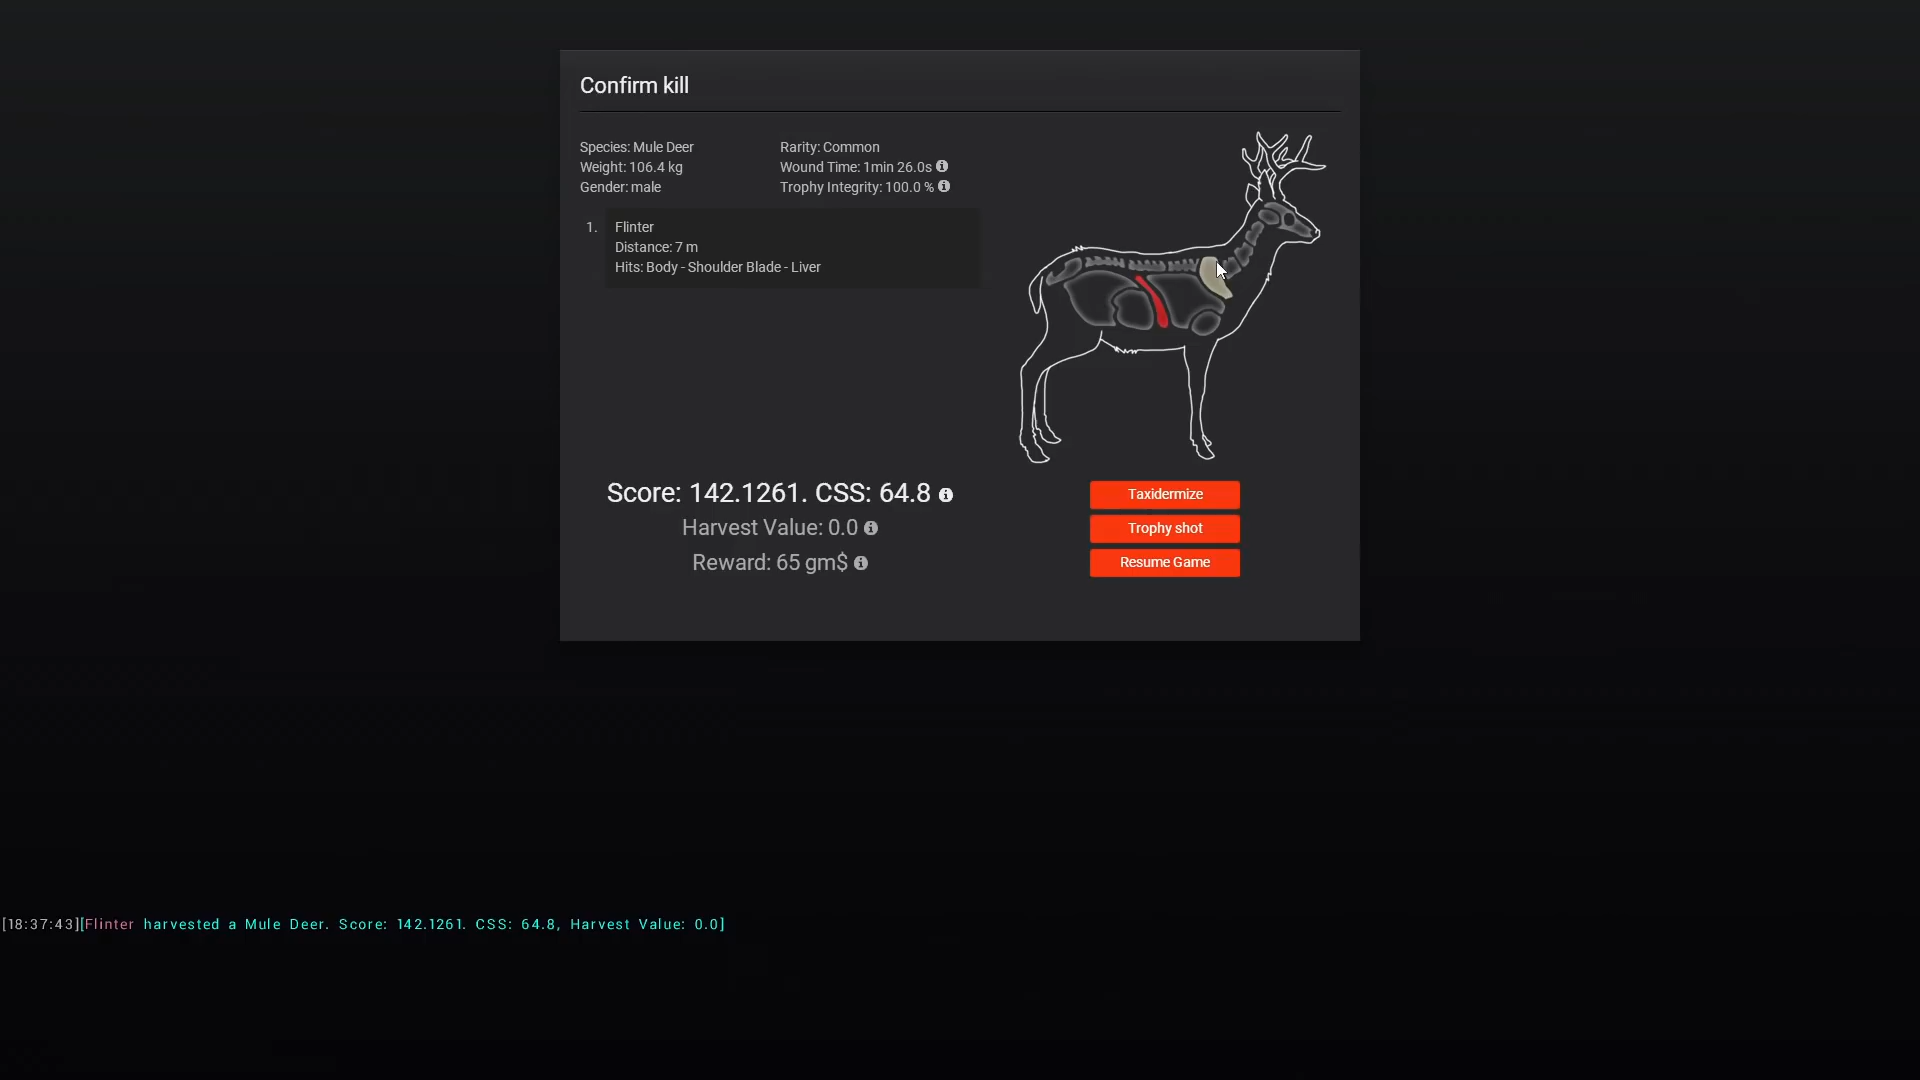 Confirm kill
Species: Mule Deer
Weight: 106.4 kg
Gender: male
Rarity: Common
Wound Time: 1min 26.0s
Trophy Integrity: 100.0 %
1. Flinter
Distance: 7 m
Hits: Body - Shoulder Blade - Liver
Score: 142.1261. CSS: 64.8
Harvest Value: 0.0
Reward: 65 gm$
Taxidermize
Trophy shot
Resume Game
[18:37:43][Flinter harvested a Mule Deer. Score: 142.1261. CSS: 64.8, Harvest Value: 0.0]